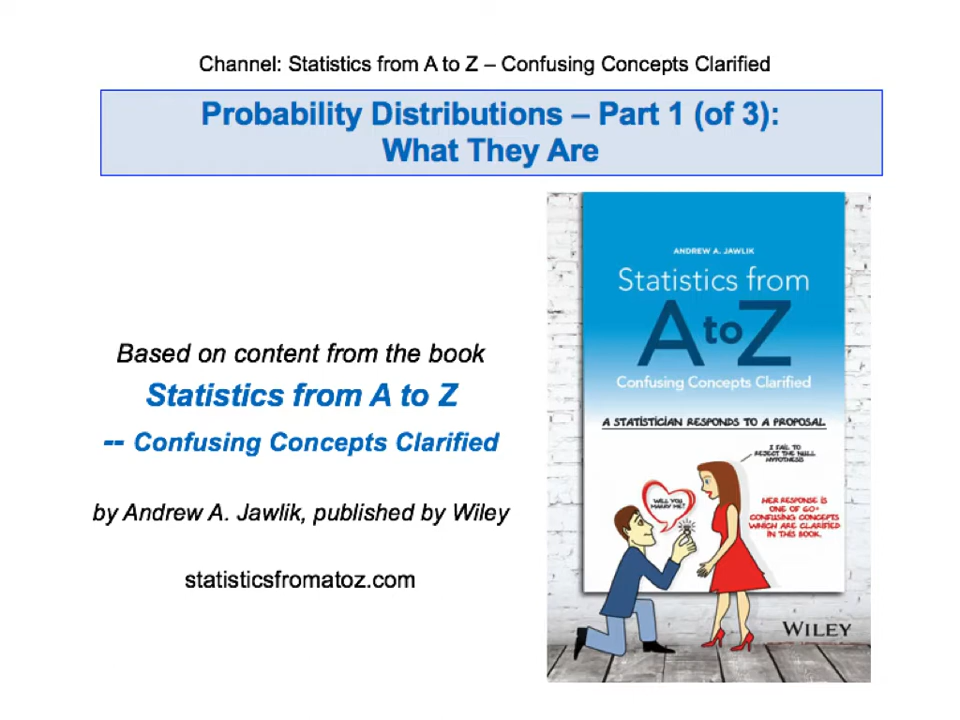 Channel: Statistics from A to Z – Confusing Concepts Clarified
Probability Distributions – Part 1 (of 3):
What They Are
Based on content from the book
Statistics from A to Z
-- Confusing Concepts Clarified
by Andrew A. Jawlik, published by Wiley
statisticsfromatoz.com
ANDREW A. JAWLIK
Statistics from
A to Z
Confusing Concepts Clarified
A STATISTICIAN RESPONDS TO A PROPOSAL
I FAIL TO
REJECT THE NULL
HYPOTHESIS
WILL YOU
MARRY ME?
HER RESPONSE IS
ONE OF 60+
CONFUSING CONCEPTS
WHICH ARE CLARIFIED
IN THIS BOOK.
WILEY